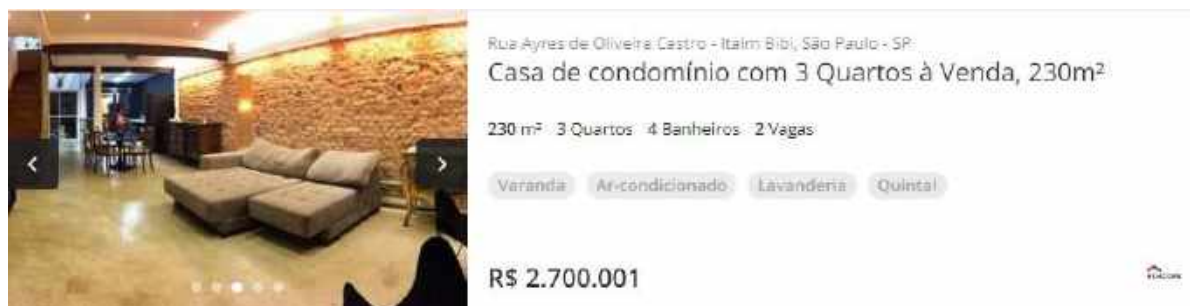 Rua Ayres de Oliveira Castro - Itaim Bibi, São Paulo - SP
Casa de condomínio com 3 Quartos à Venda, 230m²
230 m² 3 Quartos 4 Banheiros 2 Vagas
Varanda Ar-condicionado Lavanderia Quintal
R$ 2.700.001